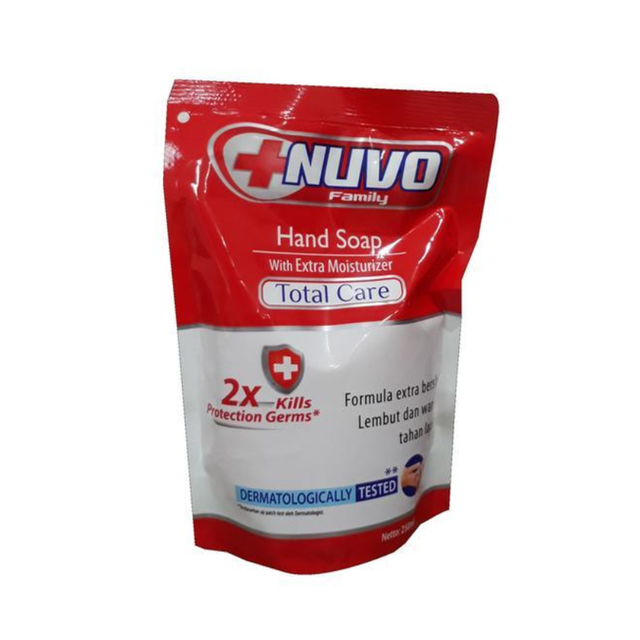 NUVO
Family
Hand Soap
With Extra Moisturizer
Total Care
2x Kills
Protection Germs*
Formula extra
Lembut dan
tahan
**
DERMATOLOGICALLY TESTED
Netto: